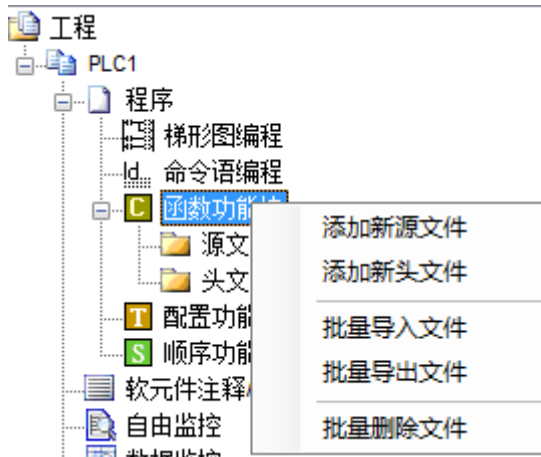 工程
PLC1
程序
梯形图编程
ld... 命令语编程
C 函数功能
源文
头文
T 配置功能
S 顺序功能
软元件注释/
自由监控
添加新源文件
添加新头文件
批量导入文件
批量导出文件
批量删除文件